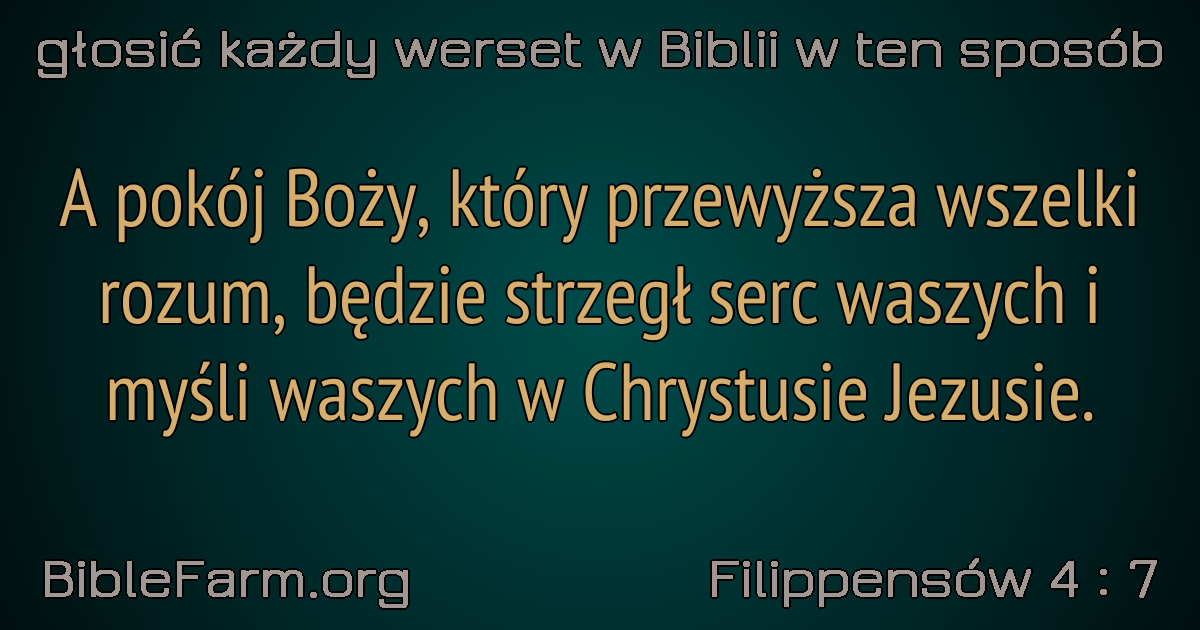 głosić każdy werset w Biblii w ten sposób
A pokój Boży, który przewyższa wszelki
rozum, będzie strzegł serc waszych i
myśli waszych w Chrystusie Jezusie.
BibleFarm.org
Filippensów 4 : 7